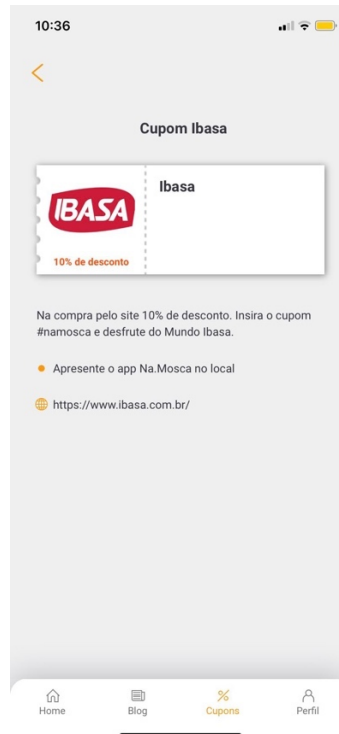 10:36
Cupom Ibasa
IBASA
Ibasa
10% de desconto
Na compra pelo site 10% de desconto. Insira o cupom
#namosca e desfrute do Mundo Ibasa.
Apresente o app Na.Mosca no local
https://www.ibasa.com.br/
Home Blog Cupons Perfil